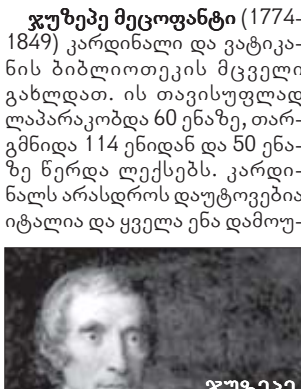 ჯუზეპე მეცოფანტი (1774-
1849) კარდინალი და ვატიკა-
ნის ბიბლიოთეკის მცველი
გახლდათ. ის თავისუფლად
ლაპარაკობდა 60 ენაზე, თარ-
გმნიდა 114 ენიდან და 50 ენა-
ზე წერდა ლექსებს. კარდი-
ნალს არასდროს დაუტოვებია
იტალია და ყველა ენა დამოუ-
ჯუზეპე